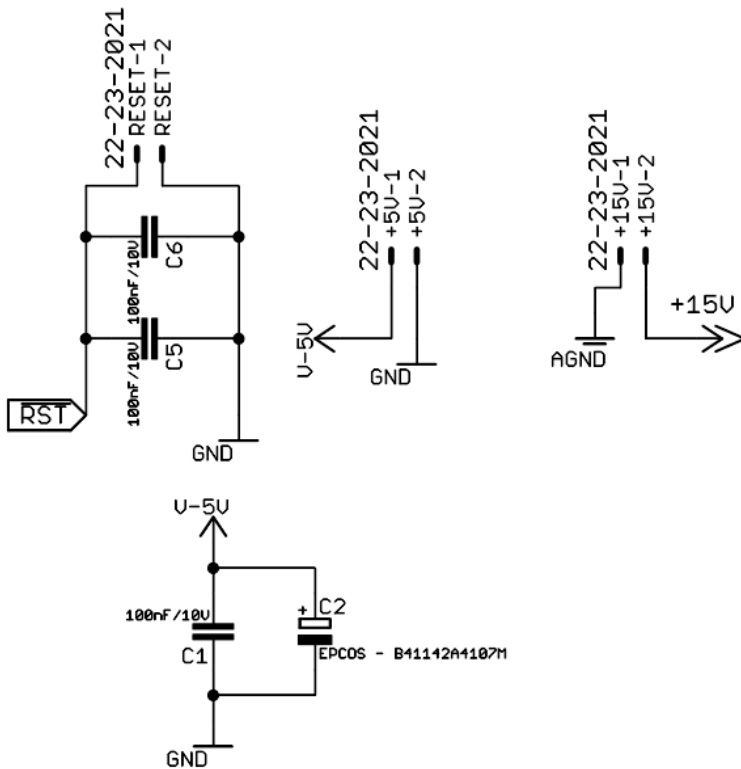 22-23-2021
RESET-1
RESET-2
100nF/10V
C6
100nF/10V
C5
RST
GND
22-23-2021
+5V-1
+5V-2
V-5V
GND
22-23-2021
+15V-1
+15V-2
+15V
AGND
V-5V
100nF/10V
C1
+
C2
EPCOS - B41142A4107M
GND